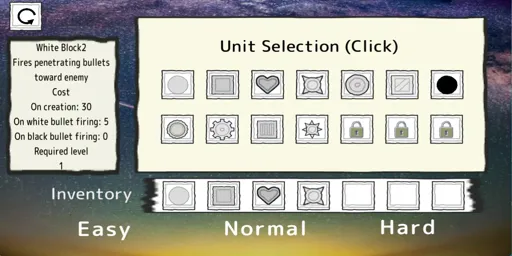 White Block2
Fires penetrating bullets
toward enemy
Cost
On creation: 30
On white bullet firing: 5
On black bullet firing: 0
Required level
1
Unit Selection (Click)
Inventory
Easy
Normal
Hard